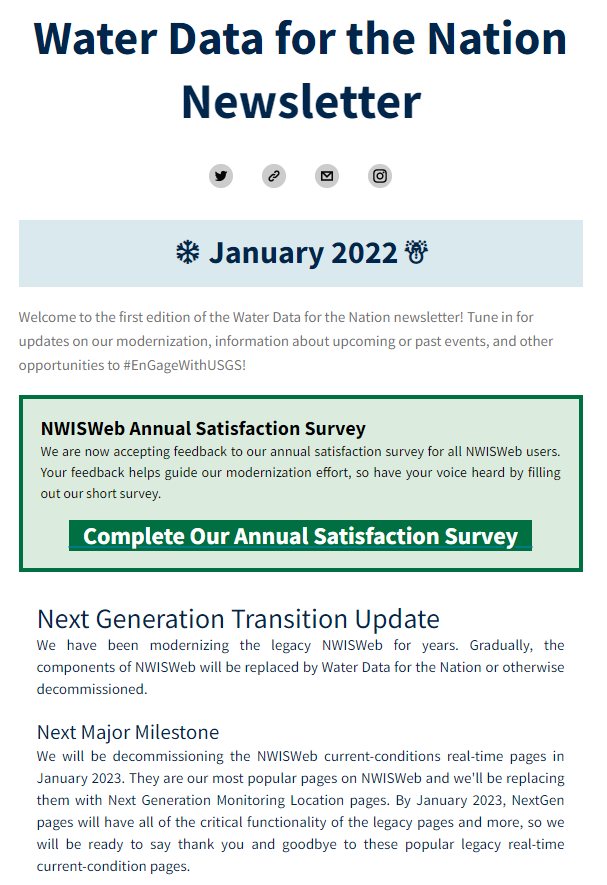 Water Data for the Nation
Newsletter
❄ January 2022 ☃
Welcome to the first edition of the Water Data for the Nation newsletter! Tune in for
updates on our modernization, information about upcoming or past events, and other
opportunities to #EnGageWithUSGS!
NWISWeb Annual Satisfaction Survey
We are now accepting feedback to our annual satisfaction survey for all NWISWeb users.
Your feedback helps guide our modernization effort, so have your voice heard by filling
out our short survey.
Complete Our Annual Satisfaction Survey
Next Generation Transition Update
We have been modernizing the legacy NWISWeb for years. Gradually, the
components of NWISWeb will be replaced by Water Data for the Nation or otherwise
decommissioned.
Next Major Milestone
We will be decommissioning the NWISWeb current-conditions real-time pages in
January 2023. They are our most popular pages on NWISWeb and we'll be replacing
them with Next Generation Monitoring Location pages. By January 2023, NextGen
pages will have all of the critical functionality of the legacy pages and more, so we
will be ready to say thank you and goodbye to these popular legacy real-time
current-condition pages.